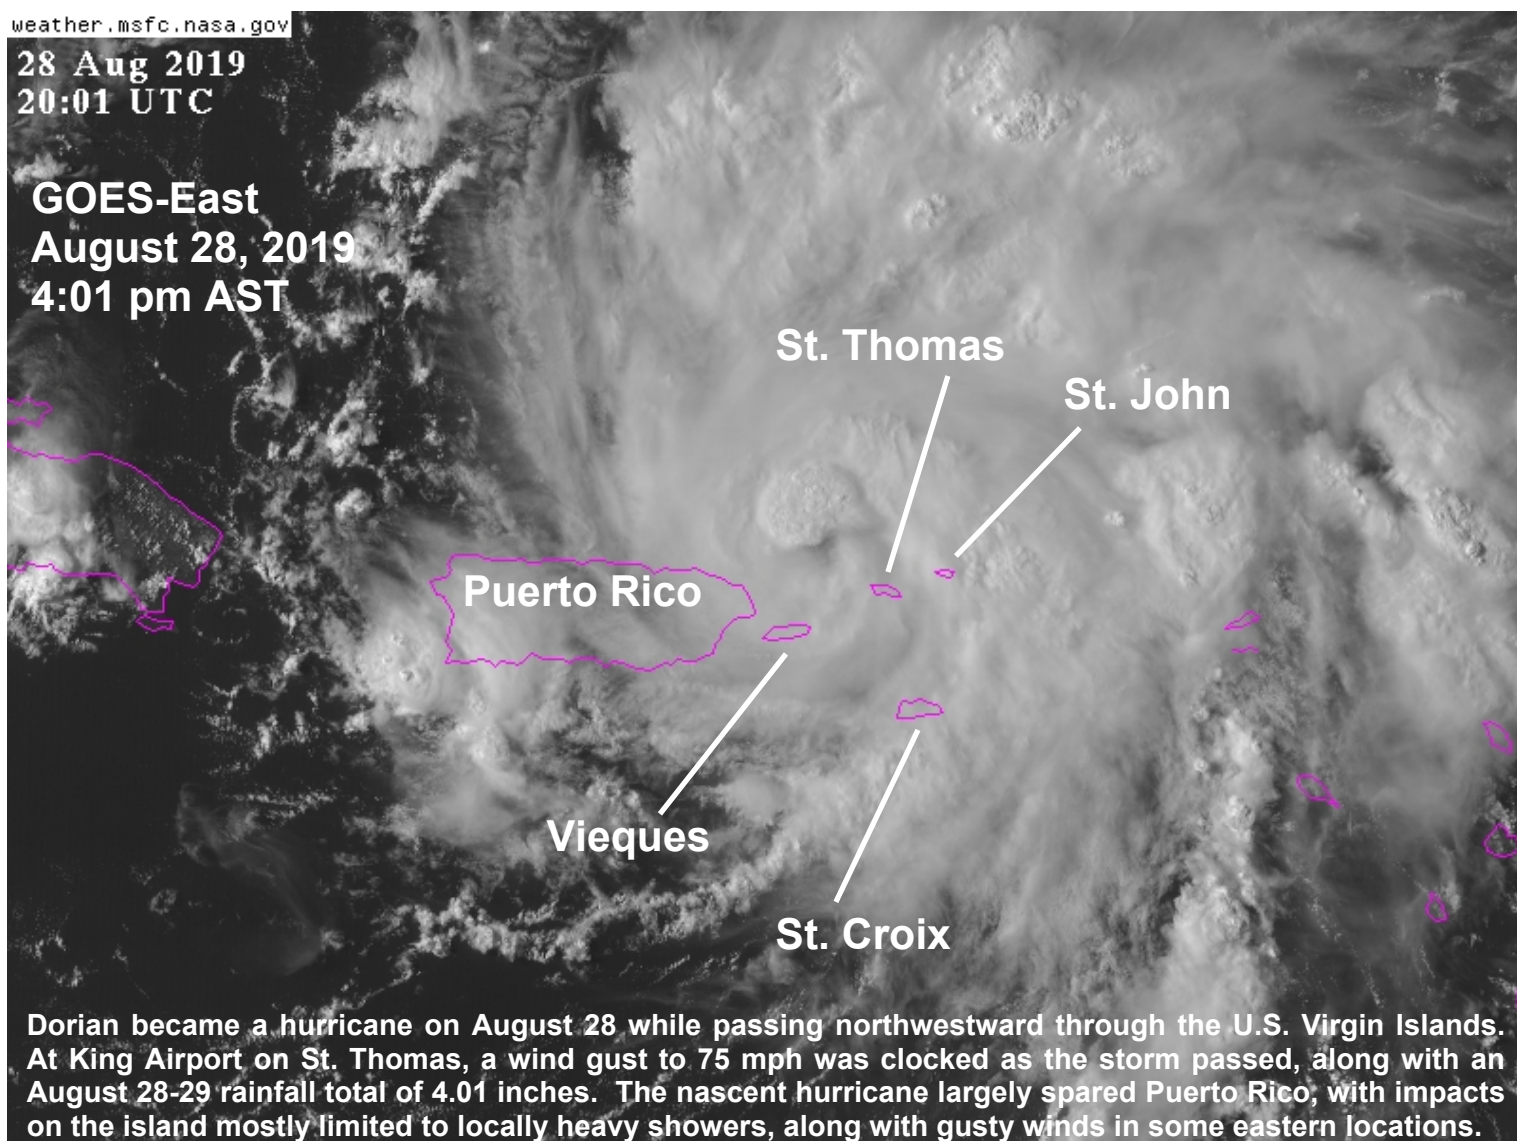 weather.msfc.nasa.gov
28 Aug 2019
20:01 UTC
GOES-East
August 28, 2019
4:01 pm AST
St. Thomas
St. John
Puerto Rico
Vieques
St. Croix
Dorian became a hurricane on August 28 while passing northwestward through the U.S. Virgin Islands.
At King Airport on St. Thomas, a wind gust to 75 mph was clocked as the storm passed, along with an
August 28-29 rainfall total of 4.01 inches. The nascent hurricane largely spared Puerto Rico, with impacts
on the island mostly limited to locally heavy showers, along with gusty winds in some eastern locations.